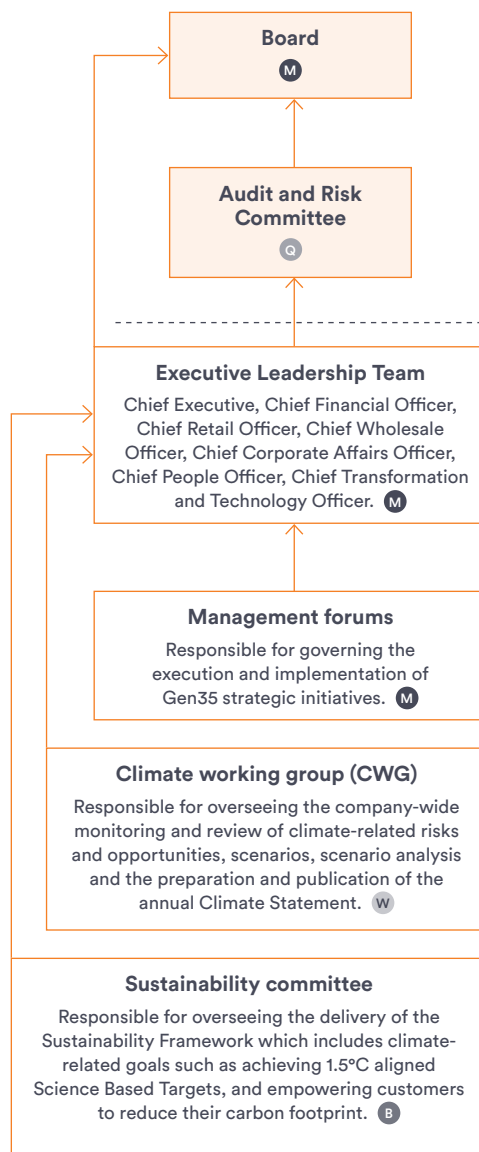 Board
M
Audit and Risk
Committee
Q
Executive Leadership Team
Chief Executive, Chief Financial Officer,
Chief Retail Officer, Chief Wholesale
Officer, Chief Corporate Affairs Officer,
Chief People Officer, Chief Transformation
and Technology Officer. M
Management forums
Responsible for governing the
execution and implementation of
Gen35 strategic initiatives. M
Climate working group (CWG)
Responsible for overseeing the company-wide
monitoring and review of climate-related risks
and opportunities, scenarios, scenario analysis
and the preparation and publication of the
annual Climate Statement. W
Sustainability committee
Responsible for overseeing the delivery of the
Sustainability Framework which includes climate-
related goals such as achieving 1.5°C aligned
Science Based Targets, and empowering customers
to reduce their carbon footprint. B